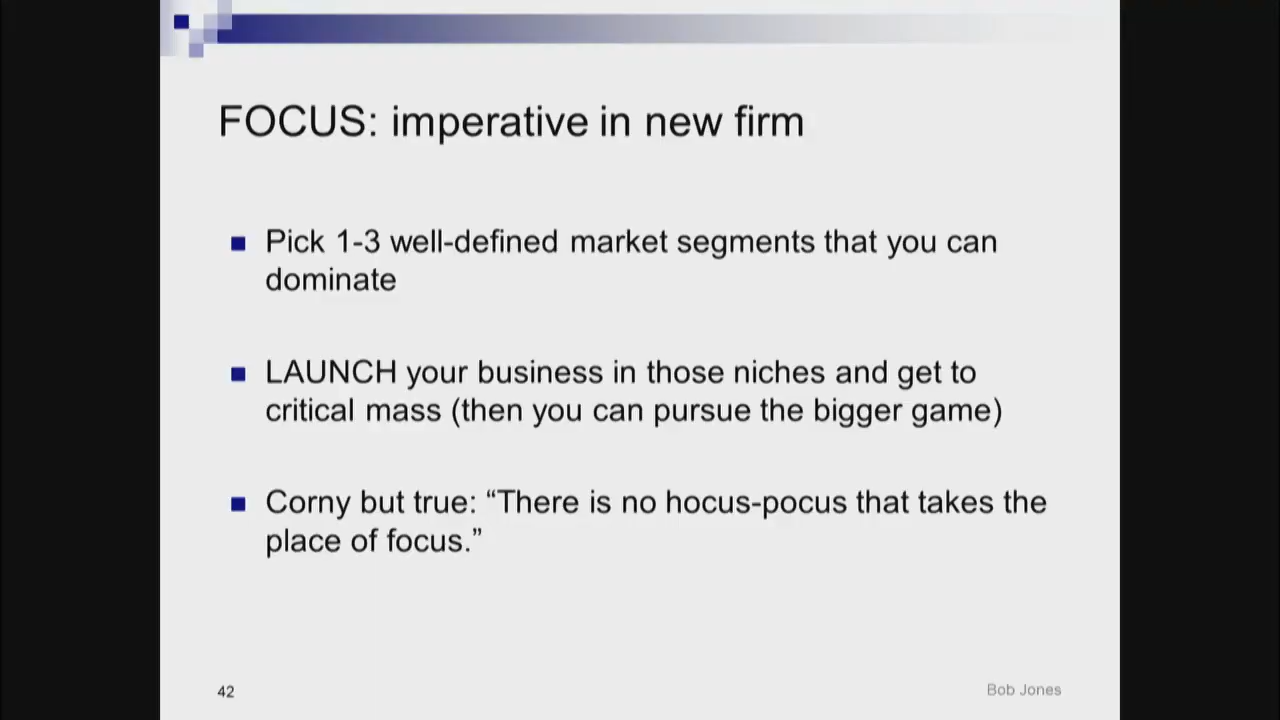 FOCUS: imperative in new firm
Pick 1-3 well-defined market segments that you can
dominate
LAUNCH your business in those niches and get to
critical mass (then you can pursue the bigger game)
Corny but true: “There is no hocus-pocus that takes the
place of focus.”
42
Bob Jones